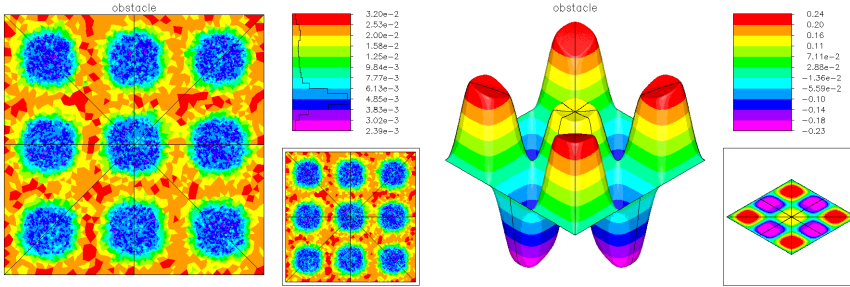 obstacle
3.20e-2
2.53e-2
2.00e-2
1.58e-2
1.25e-2
9.84e-3
7.77e-3
6.13e-3
4.85e-3
3.83e-3
3.02e-3
2.39e-3
obstacle
0.24
0.20
0.16
0.11
7.11e-2
2.88e-2
-1.36e-2
-5.59e-2
-0.10
-0.14
-0.18
-0.23